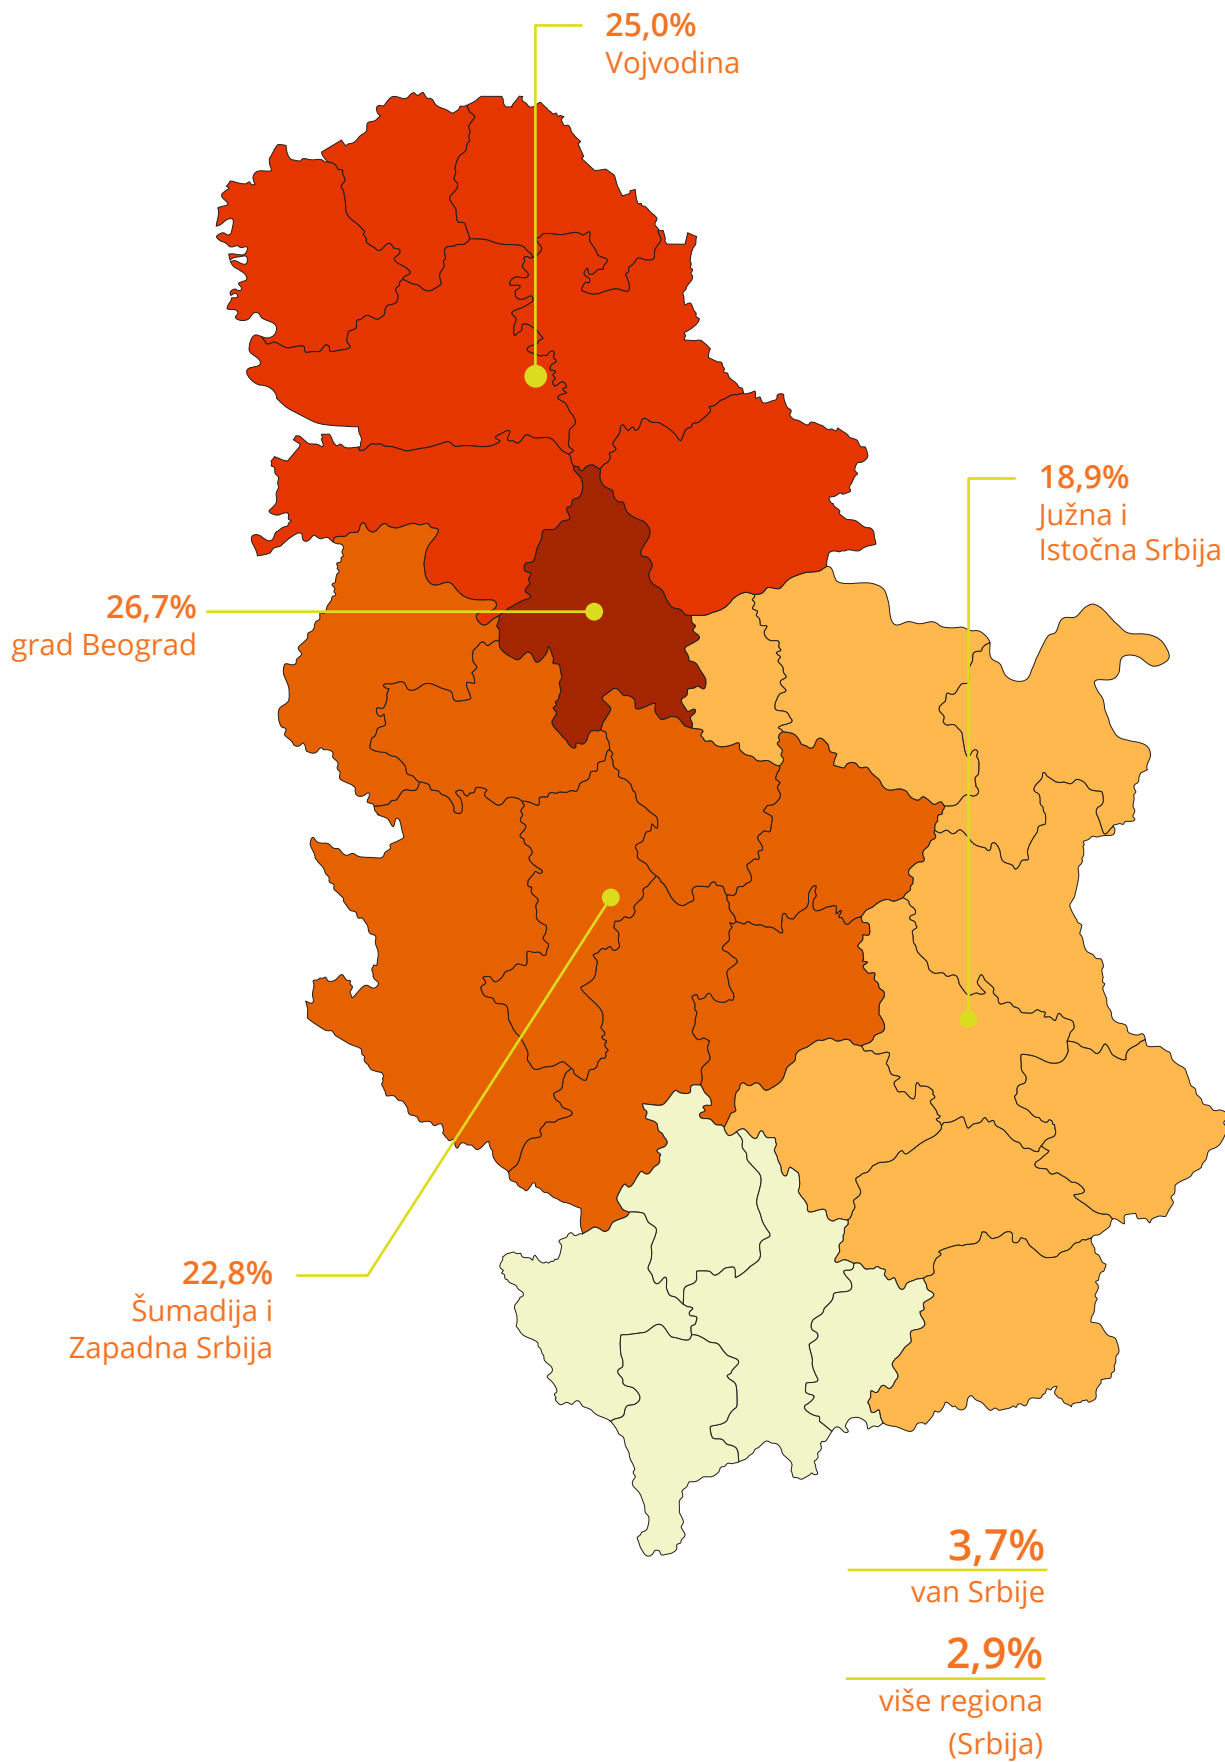 25,0%
Vojvodina
18,9%
Južna i
Istočna Srbija
26,7%
grad Beograd
22,8%
Šumadija i
Zapadna Srbija
3,7%
van Srbije
2,9%
više regiona
(Srbija)